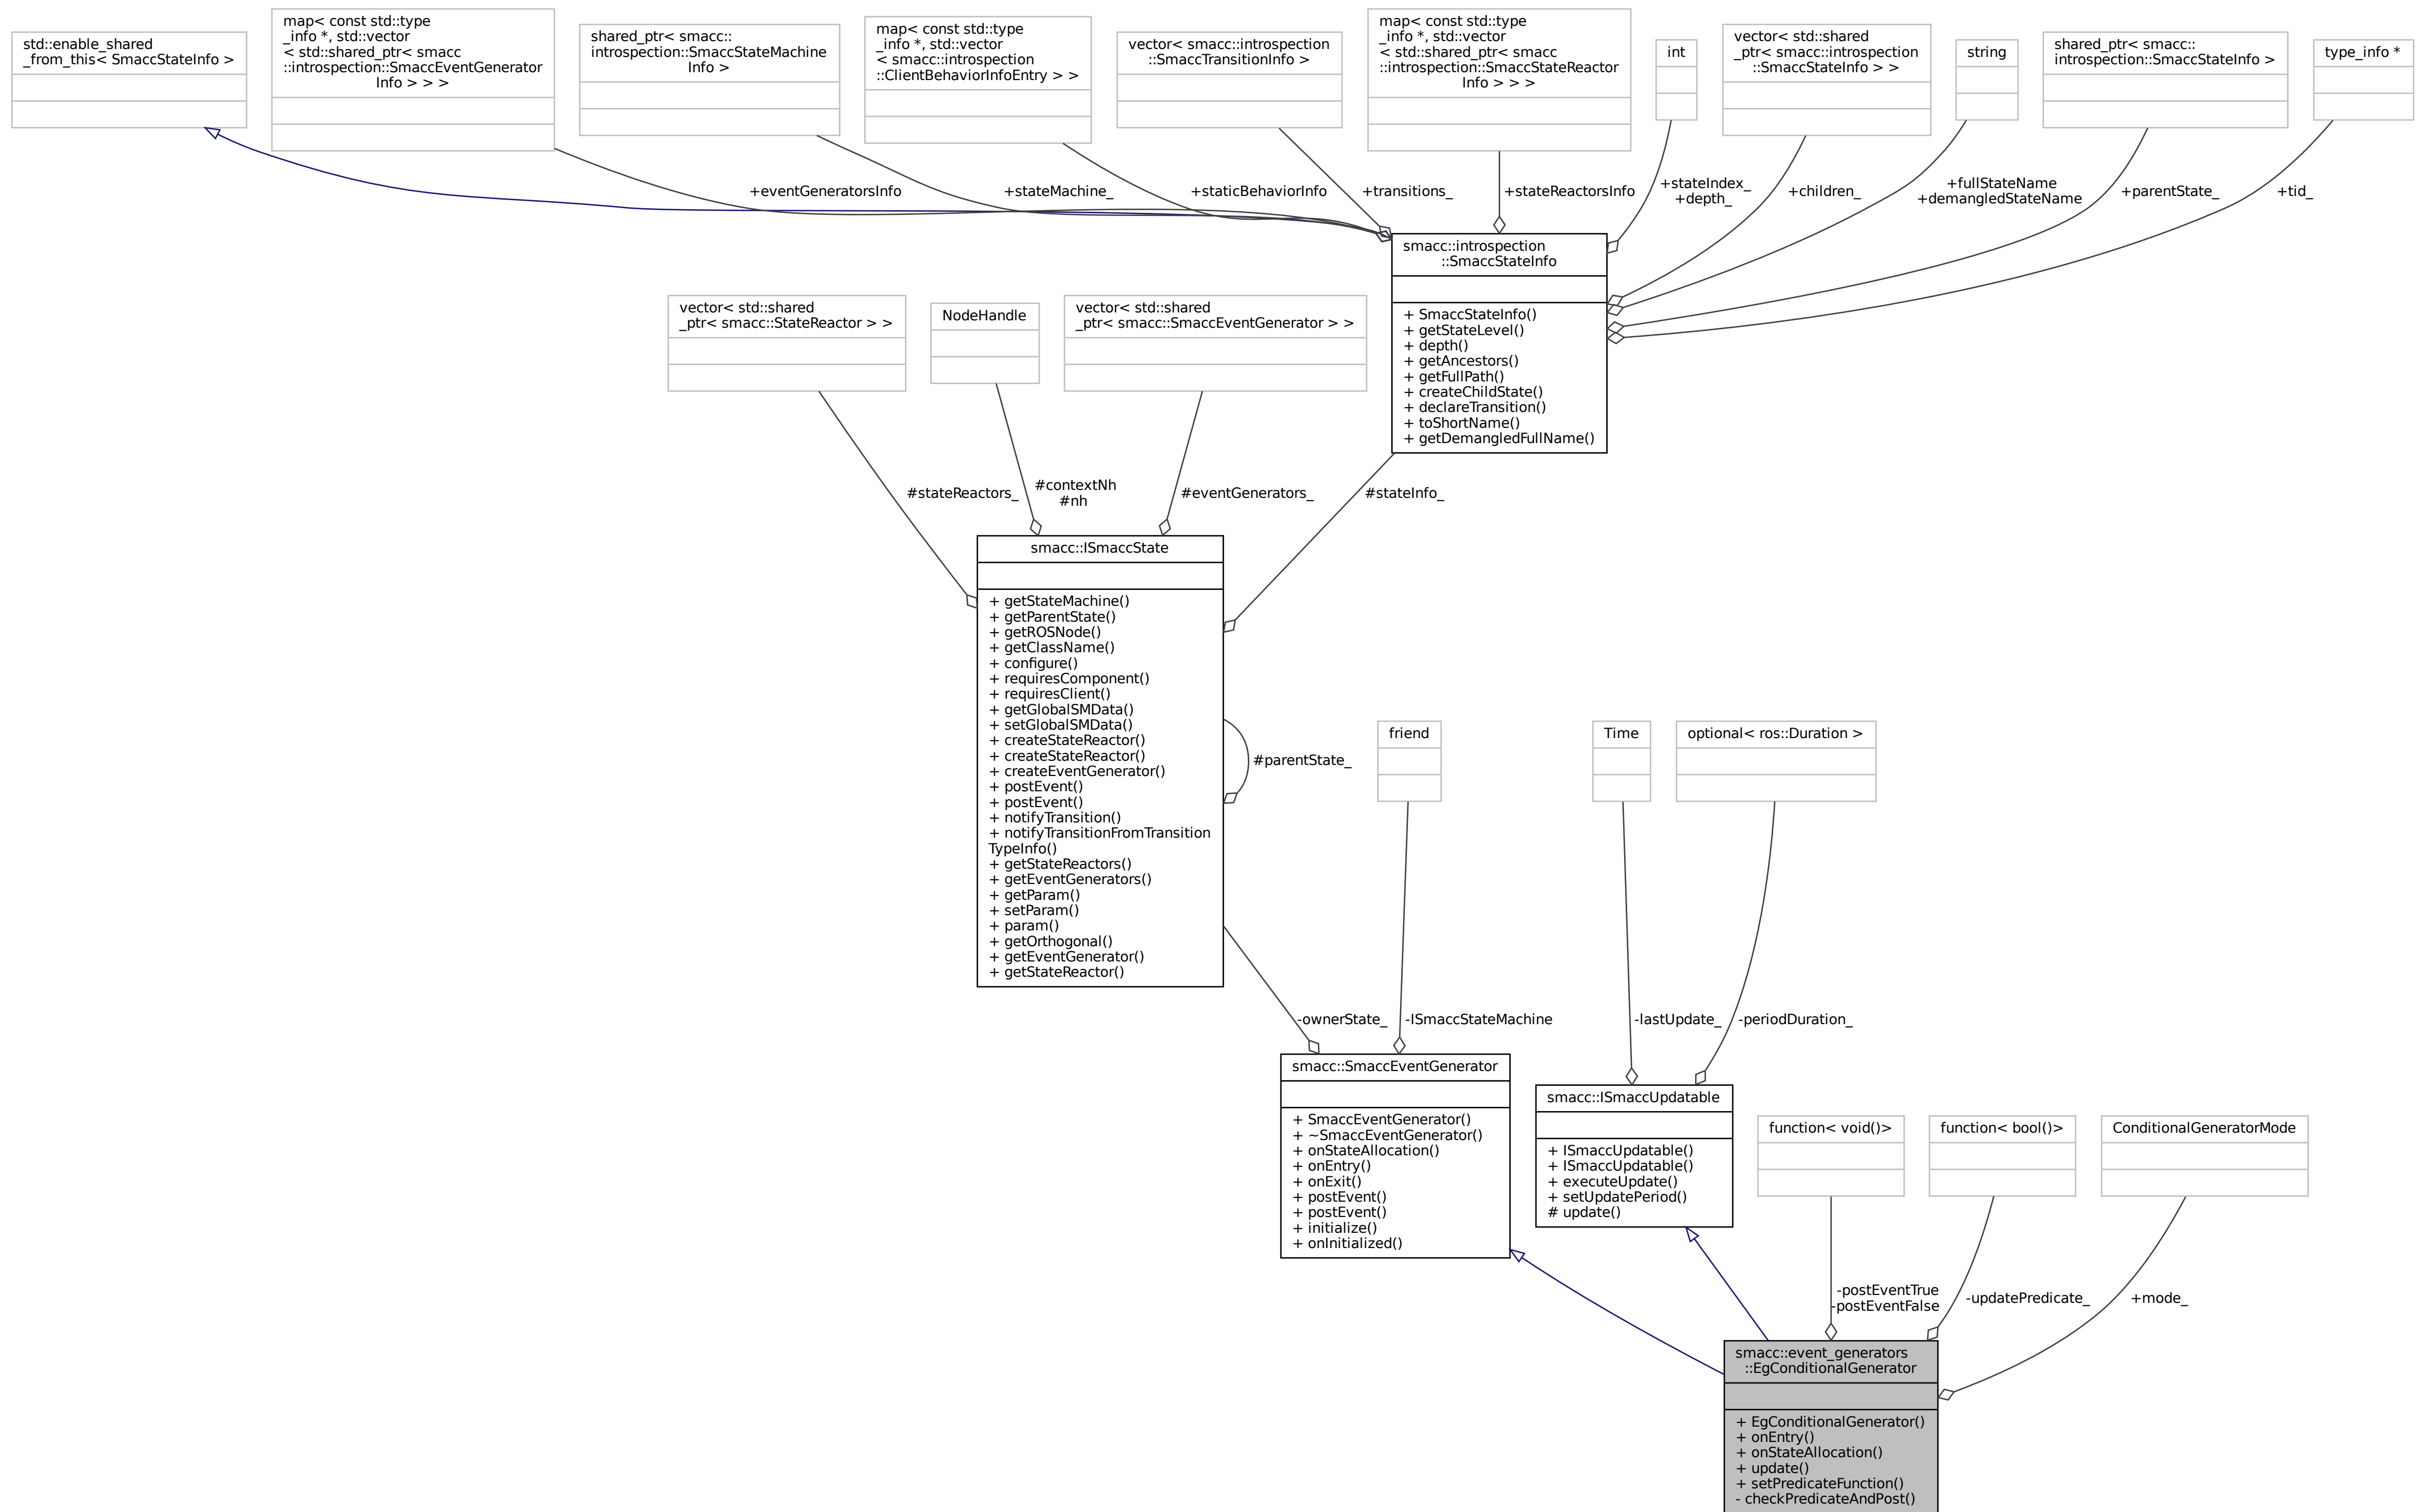 std::enable_shared
_from_this< SmaccStateInfo >
map< const std::type
_info *, std::vector
< std::shared_ptr< smacc
::introspection::SmaccEventGenerator
Info > > >
shared_ptr< smacc::
introspection::SmaccStateMachine
Info >
map< const std::type
_info *, std::vector
< smacc::introspection
::ClientBehaviorInfoEntry > >
vector< smacc::introspection
::SmaccTransitionInfo >
map< const std::type
_info *, std::vector
< std::shared_ptr< smacc
::introspection::SmaccStateReactor
Info > > >
int
vector< std::shared
_ptr< smacc::introspection
::SmaccStateInfo > >
string
shared_ptr< smacc::
introspection::SmaccStateInfo >
type_info *
+eventGeneratorsInfo
+stateMachine_
+staticBehaviorInfo
+transitions_
+stateReactorsInfo
+stateIndex_
+depth_
+children_
+fullStateName
+demangledStateName
+parentState_
+tid_
smacc::introspection
::SmaccStateInfo
+ SmaccStateInfo()
+ getStateLevel()
+ depth()
+ getAncestors()
+ getFullPath()
+ createChildState()
+ declareTransition()
+ toShortName()
+ getDemangledFullName()
vector< std::shared
_ptr< smacc::StateReactor > >
NodeHandle
vector< std::shared
_ptr< smacc::SmaccEventGenerator > >
#stateReactors_
#contextNh
#nh
#eventGenerators_
#stateInfo_
smacc::ISmaccState
+ getStateMachine()
+ getParentState()
+ getROSNode()
+ getClassName()
+ configure()
+ requiresComponent()
+ requiresClient()
+ getGlobalSMData()
+ setGlobalSMData()
+ createStateReactor()
+ createStateReactor()
+ createEventGenerator()
+ postEvent()
+ postEvent()
+ notifyTransition()
+ notifyTransitionFromTransition
TypeInfo()
+ getStateReactors()
+ getEventGenerators()
+ getParam()
+ setParam()
+ param()
+ getOrthogonal()
+ getEventGenerator()
+ getStateReactor()
#parentState_
friend
Time
optional< ros::Duration >
-ownerState_
-ISmaccStateMachine
-lastUpdate_
-periodDuration_
smacc::SmaccEventGenerator
+ SmaccEventGenerator()
+ ~SmaccEventGenerator()
+ onStateAllocation()
+ onEntry()
+ onExit()
+ postEvent()
+ postEvent()
+ initialize()
+ onInitialized()
smacc::ISmaccUpdatable
+ ISmaccUpdatable()
+ ISmaccUpdatable()
+ executeUpdate()
+ setUpdatePeriod()
# update()
function< void()>
function< bool()>
ConditionalGeneratorMode
-postEventTrue
-postEventFalse
-updatePredicate_
+mode_
smacc::event_generators
::EgConditionalGenerator
+ EgConditionalGenerator()
+ onEntry()
+ onStateAllocation()
+ update()
+ setPredicateFunction()
- checkPredicateAndPost()